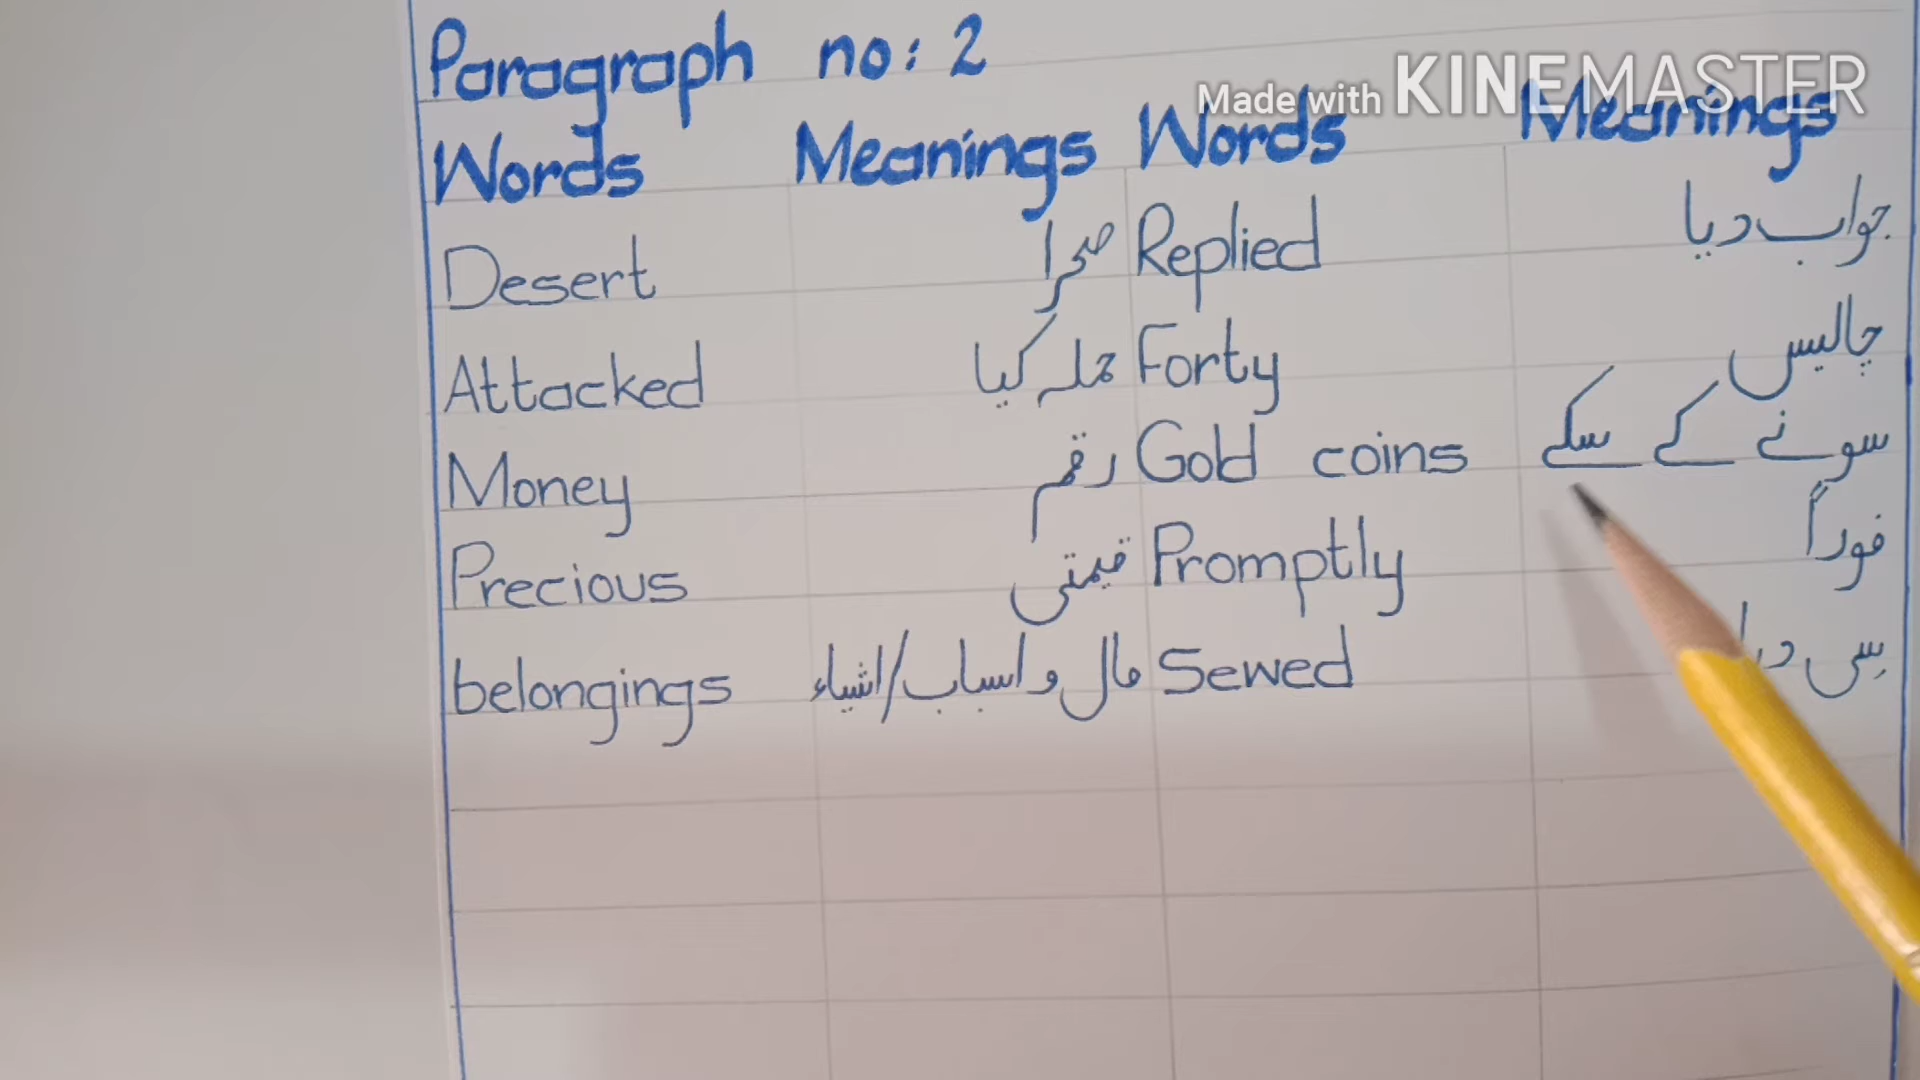 Paragraph no: 2
Made with KINEMASTER
Words Meanings Words Meanings
Desert صحرا Replied جواب دیا
Attacked حملہ کیا Forty چالیس
Money رقم Gold coins سونے کے سکے
Precious قیمتی Promptly فوراً
belongings مال و اسباب/اشیاء Sewed سی